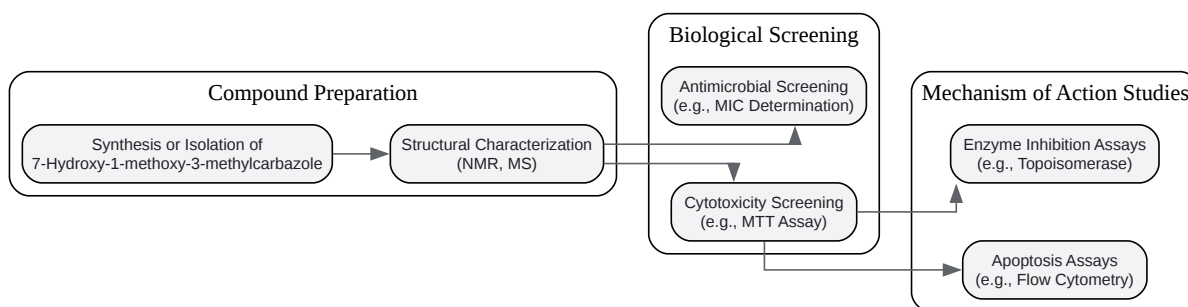 Compound Preparation
Synthesis or Isolation of
7-Hydroxy-1-methoxy-3-methylcarbazole
Structural Characterization
(NMR, MS)
Biological Screening
Antimicrobial Screening
(e.g., MIC Determination)
Cytotoxicity Screening
(e.g., MTT Assay)
Mechanism of Action Studies
Enzyme Inhibition Assays
(e.g., Topoisomerase)
Apoptosis Assays
(e.g., Flow Cytometry)